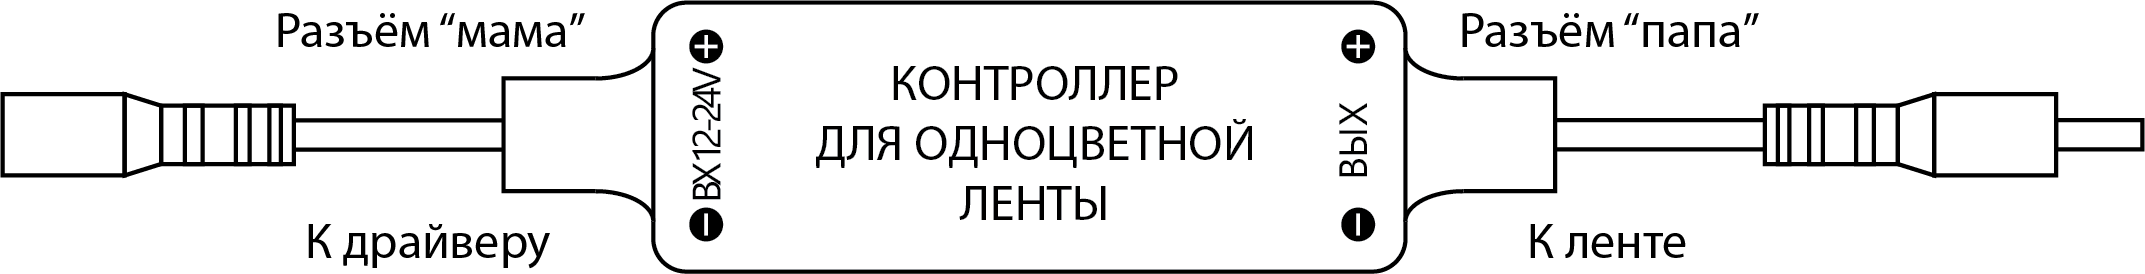 Разъём “мама”
К драйверу
+
ВХ 12-24V
−
КОНТРОЛЛЕР
ДЛЯ ОДНОЦВЕТНОЙ
ЛЕНТЫ
+
ВЫХ
−
Разъём “папа”
К ленте